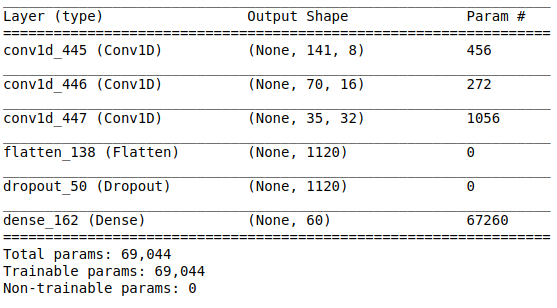 Layer (type) Output Shape Param #
conv1d_445 (Conv1D) (None, 141, 8) 456
conv1d_446 (Conv1D) (None, 70, 16) 272
conv1d_447 (Conv1D) (None, 35, 32) 1056
flatten_138 (Flatten) (None, 1120) 0
dropout_50 (Dropout) (None, 1120) 0
dense_162 (Dense) (None, 60) 67260
Total params: 69,044
Trainable params: 69,044
Non-trainable params: 0